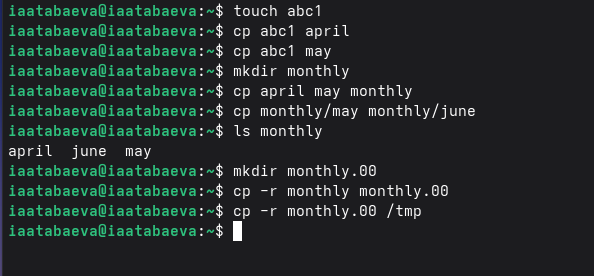 iaatabaeva@iaatabaeva:~$ touch abc1
iaatabaeva@iaatabaeva:~$ cp abc1 april
iaatabaeva@iaatabaeva:~$ cp abc1 may
iaatabaeva@iaatabaeva:~$ mkdir monthly
iaatabaeva@iaatabaeva:~$ cp april may monthly
iaatabaeva@iaatabaeva:~$ cp monthly/may monthly/june
iaatabaeva@iaatabaeva:~$ ls monthly
april  june  may
iaatabaeva@iaatabaeva:~$ mkdir monthly.00
iaatabaeva@iaatabaeva:~$ cp -r monthly monthly.00
iaatabaeva@iaatabaeva:~$ cp -r monthly.00 /tmp
iaatabaeva@iaatabaeva:~$